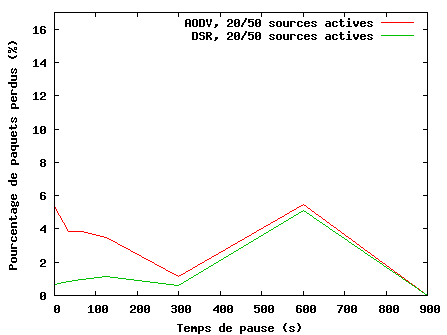 AODV, 20/50 sources actives
DSR, 20/50 sources actives
Pourcentage de paquets perdus (%)
16
14
12
10
8
6
4
2
0
0 100 200 300 400 500 600 700 800 900
Temps de pause (s)